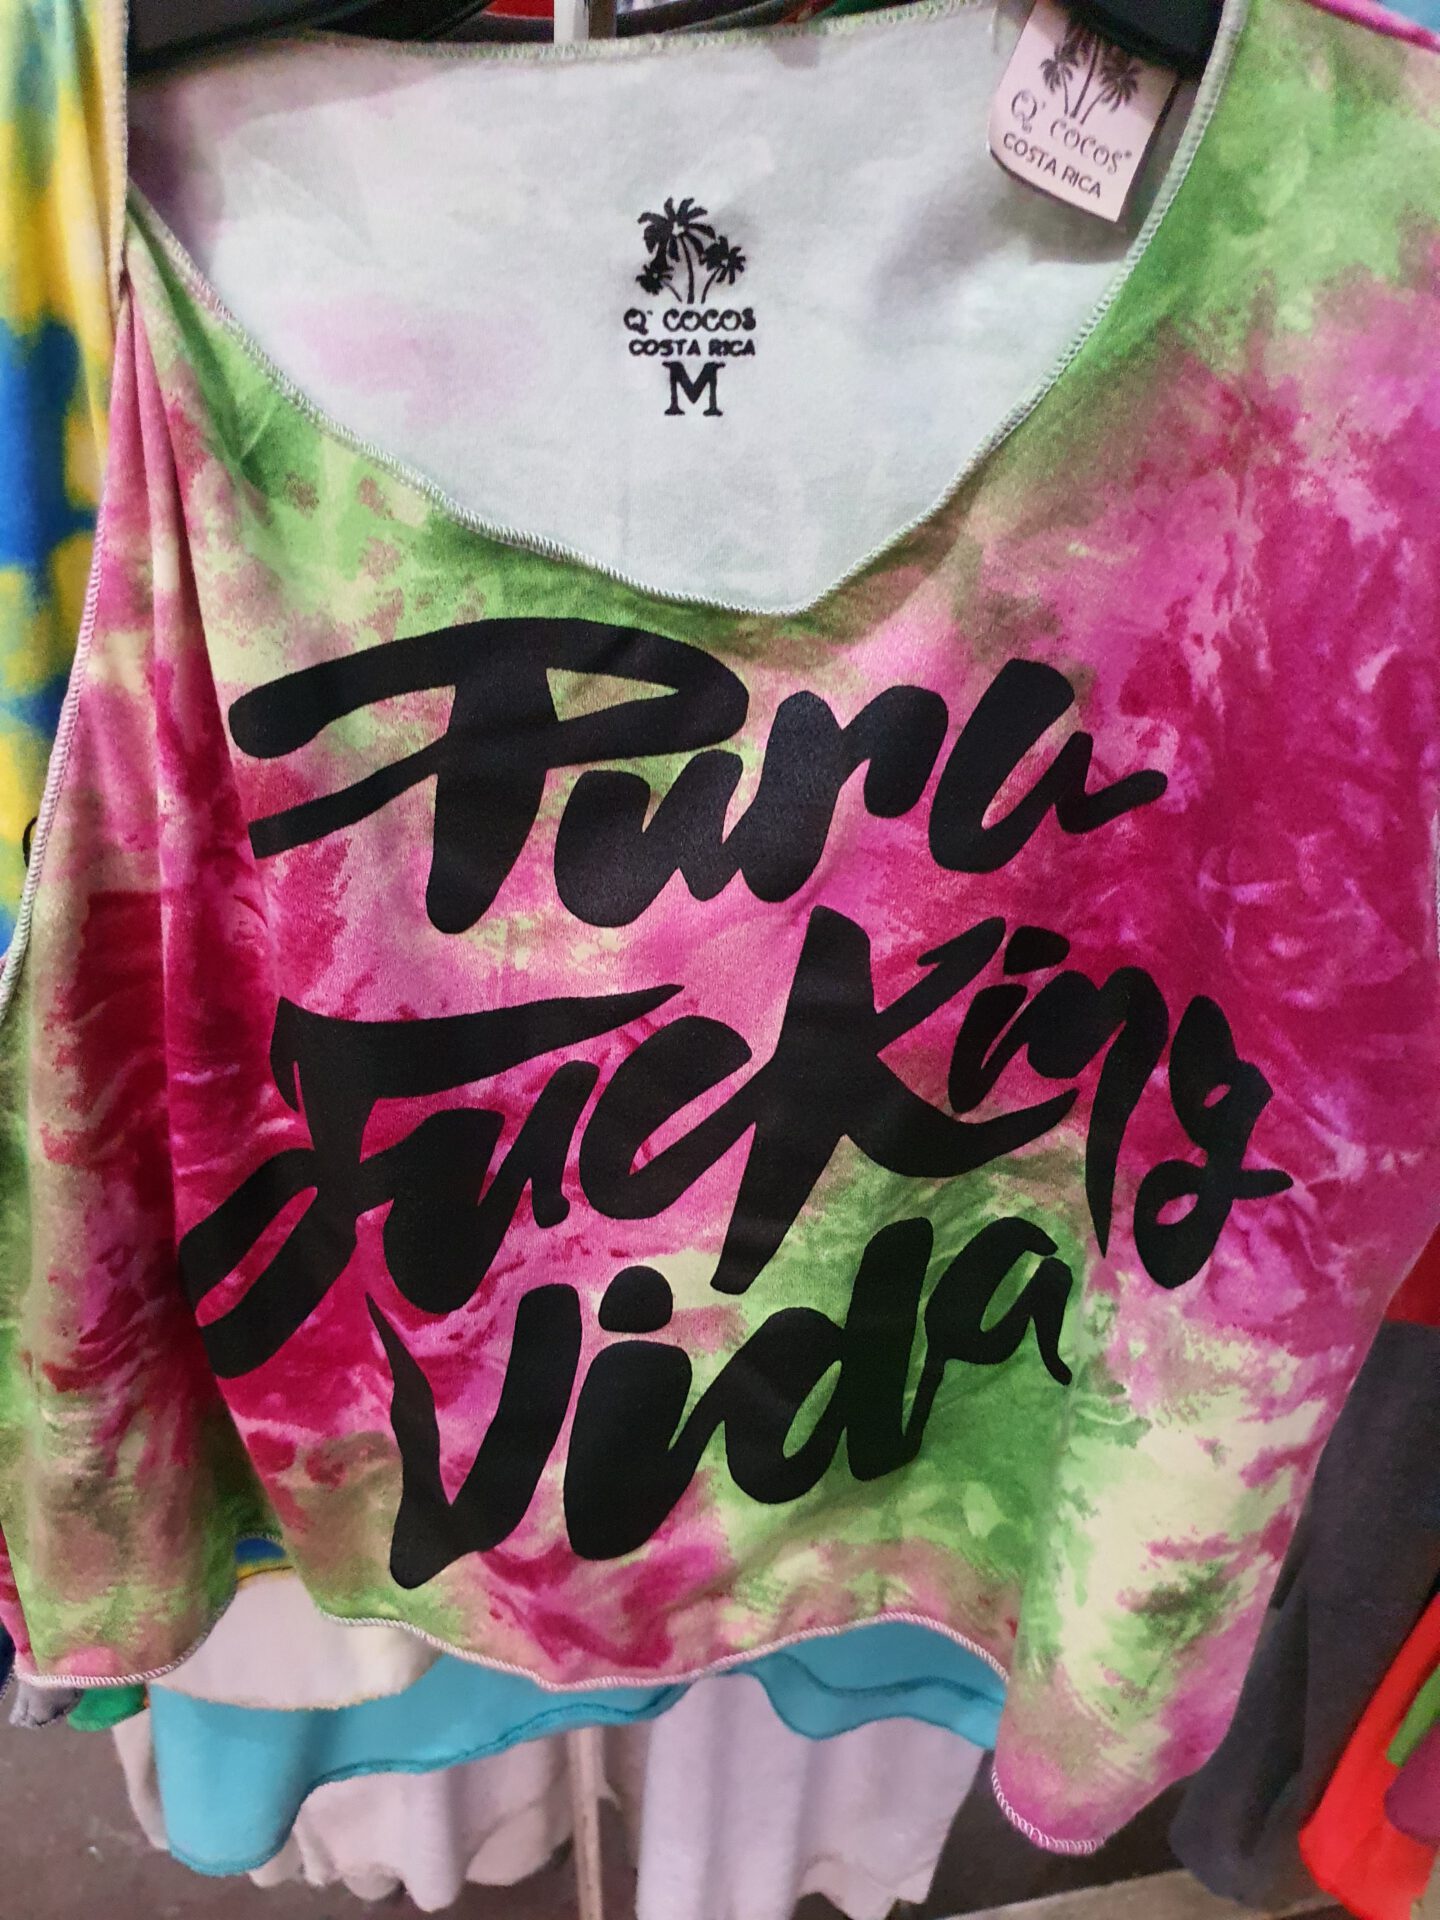 Q' COCOS
COSTA RICA
Q' COCOS
COSTA RICA
M
Pura
Fucking
Vida